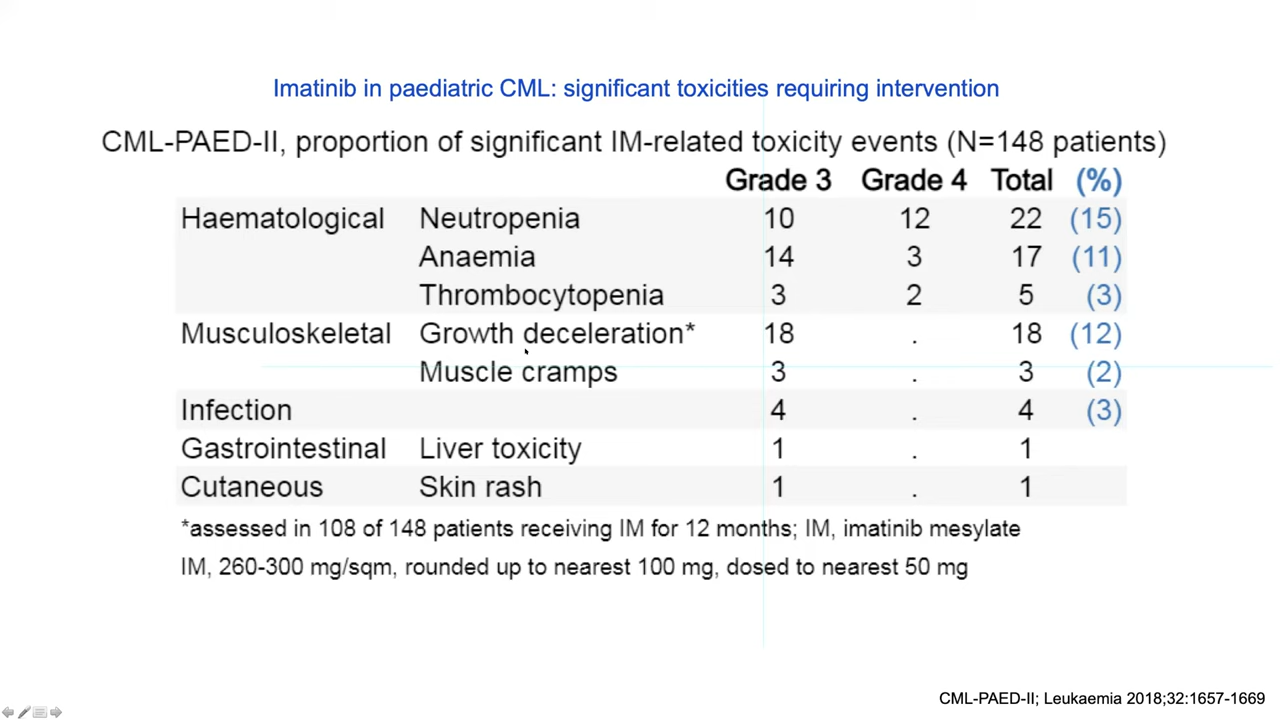 Imatinib in paediatric CML: significant toxicities requiring intervention
CML-PAED-II, proportion of significant IM-related toxicity events (N=148 patients)
Grade 3 Grade 4 Total (%)
Haematological Neutropenia 10 12 22 (15)
Anaemia 14 3 17 (11)
Thrombocytopenia 3 2 5 (3)
Musculoskeletal Growth deceleration* 18 . 18 (12)
Muscle cramps 3 . 3 (2)
Infection 4 . 4 (3)
Gastrointestinal Liver toxicity 1 . 1
Cutaneous Skin rash 1 . 1
*assessed in 108 of 148 patients receiving IM for 12 months; IM, imatinib mesylate
IM, 260-300 mg/sqm, rounded up to nearest 100 mg, dosed to nearest 50 mg
CML-PAED-II; Leukaemia 2018;32:1657-1669